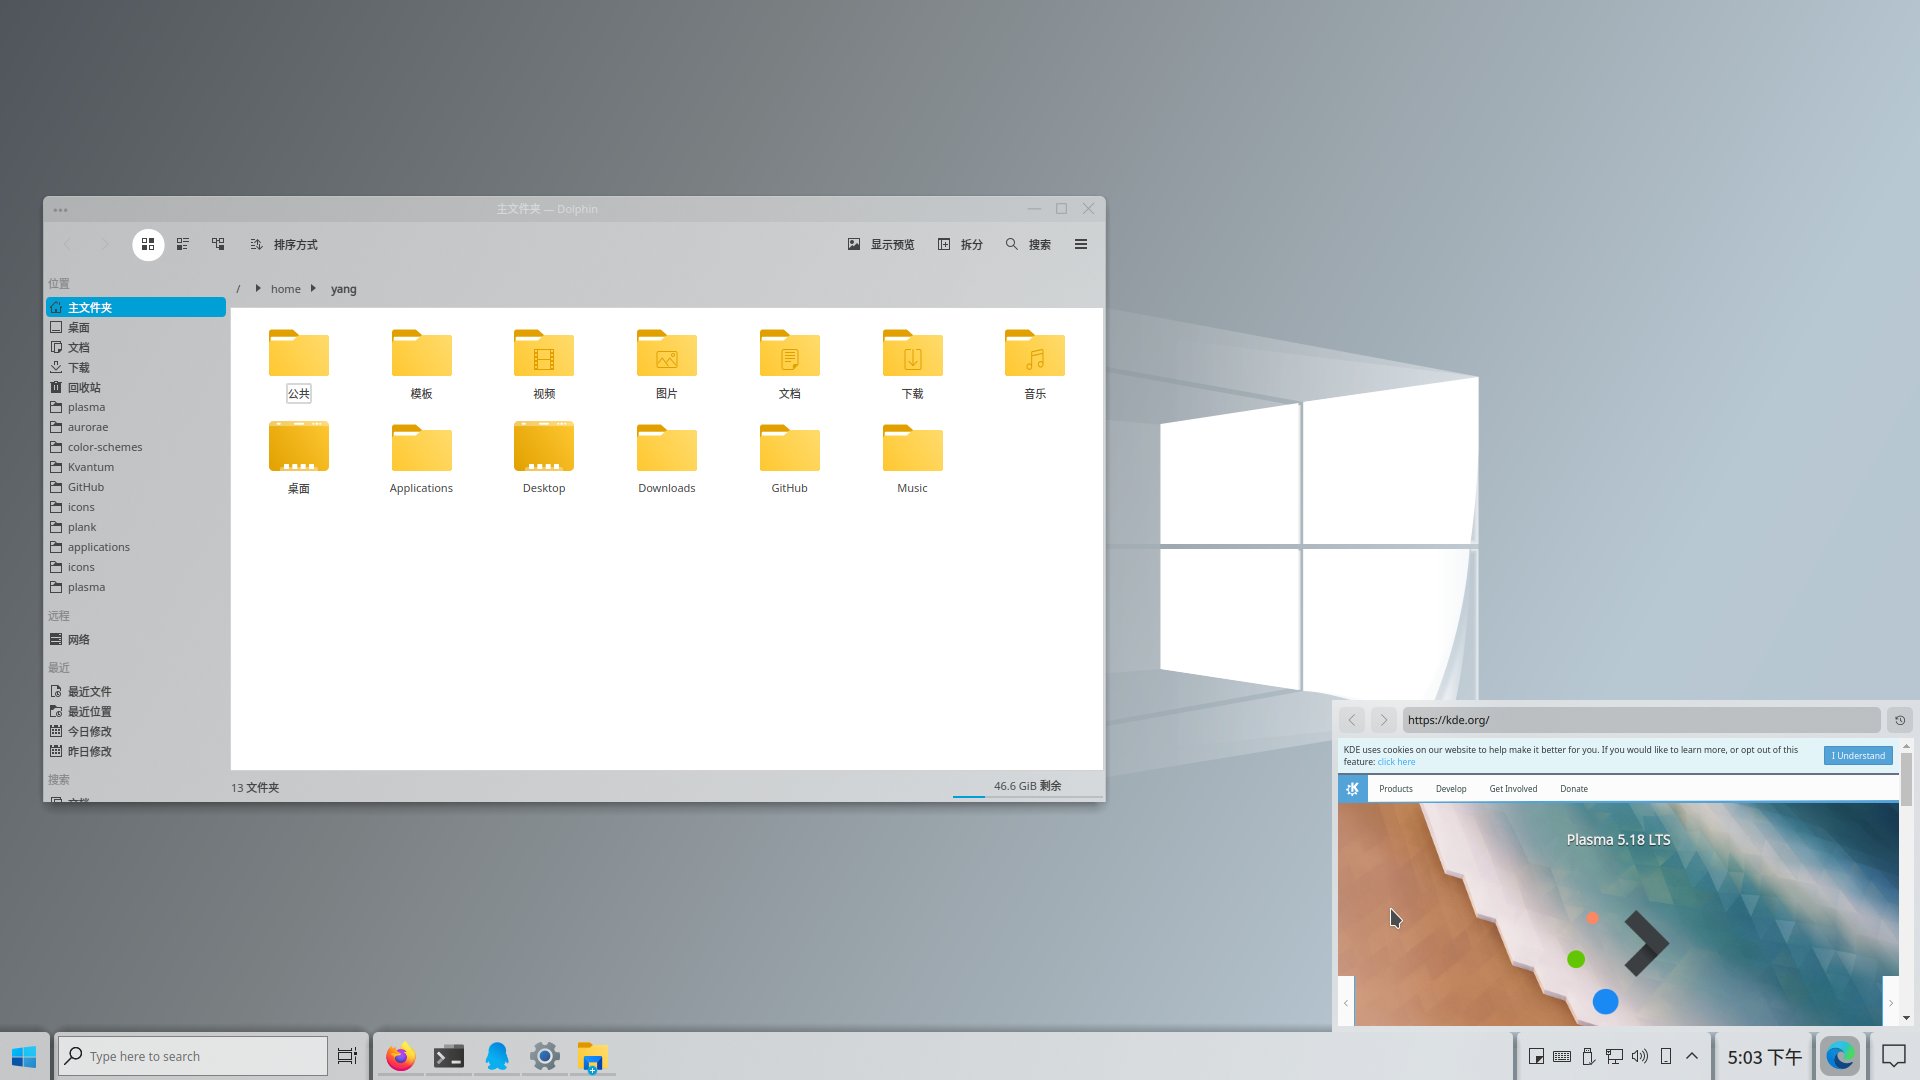 主文件夹 — Dolphin
排序方式
显示预览
拆分
搜索
位置
主文件夹
桌面
文档
下载
回收站
plasma
aurorae
color-schemes
Kvantum
GitHub
icons
plank
applications
icons
plasma
远程
网络
最近
最近文件
最近位置
今日修改
昨日修改
搜索
文档
/ home yang
公共
模板
视频
图片
文档
下载
音乐
桌面
Applications
Desktop
Downloads
GitHub
Music
13 文件夹
46.6 GiB 剩余
https://kde.org/
KDE uses cookies on our website to help make it better for you. If you would like to learn more, or opt out of this
feature: click here
I Understand
Products
Develop
Get Involved
Donate
Plasma 5.18 LTS
Type here to search
5:03 下午